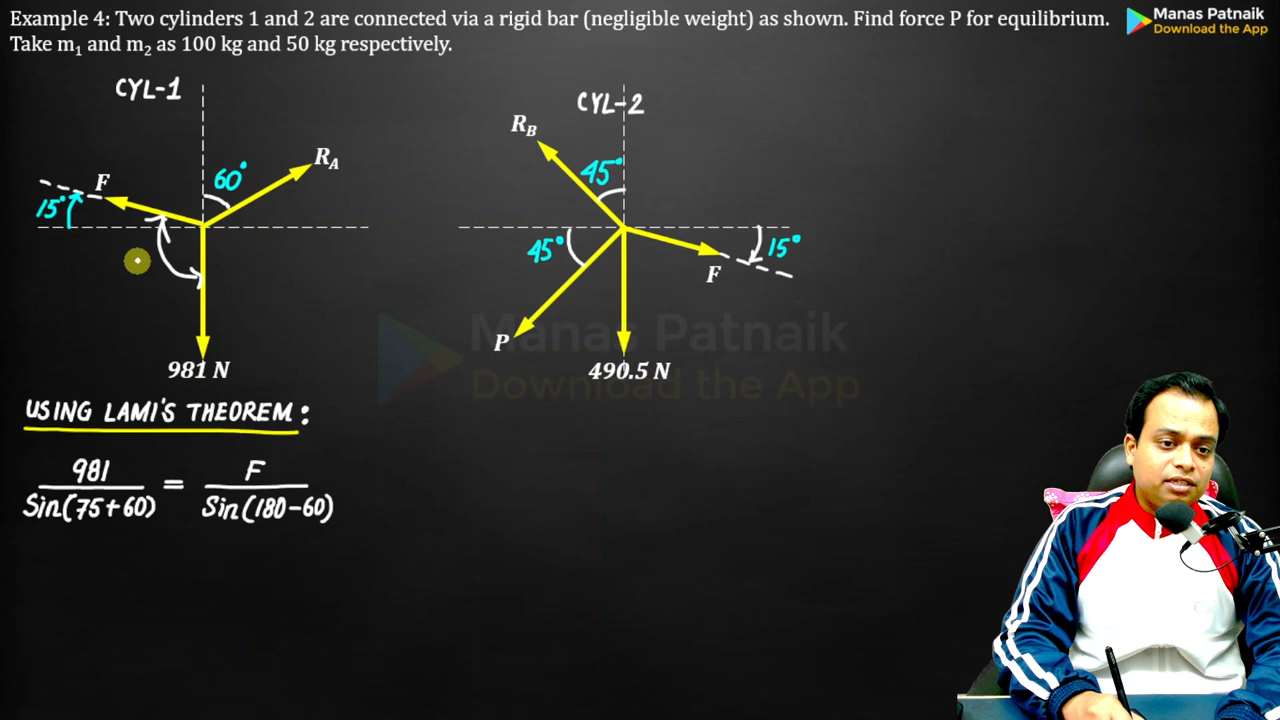 Example 4: Two cylinders 1 and 2 are connected via a rigid bar (negligible weight) as shown. Find force P for equilibrium.
Take m₁ and m₂ as 100 kg and 50 kg respectively.
Manas Patnaik
Download the App
CYL-1
CYL-2
R_B
R_A
F
60°
45°
15°
45°
15°
F
P
981 N
490.5 N
Manas Patnaik
Download the App
USING LAMI'S THEOREM:
981 / Sin(75+60) = F / Sin(180-60)